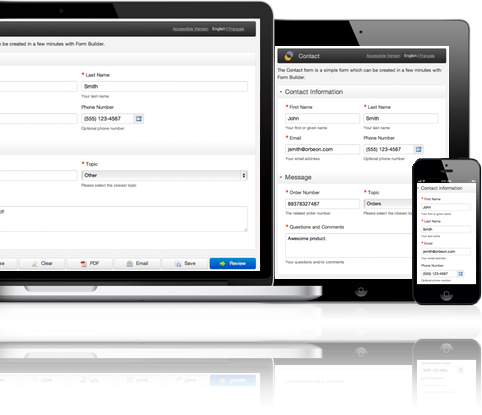 Accessible Version English | Français
be created in a few minutes with Form Builder.
* Last Name
Smith
Your last name
Phone Number
(555) 123-4567
Optional phone number
* Topic
Other
Please select the closest topic
Clear
PDF
Email
Save
Review
Contact
Accessible Version English | Français
The Contact form is a simple form which can be created in a few minutes with
Form Builder.
Contact Information
* First Name
* Last Name
John
Smith
Your first or given name
Your last name
* Email
Phone Number
jsmith@orbeon.com
(555) 123-4567
Your email address
Optional phone number
Message
* Order Number
* Topic
89378327487
Orders
The related order number
Please select the closest
* Questions and Comments
Awesome product.
Your questions and/or comments
Contact Information
* First Name
John
Your first or given name
* Last Name
Smith
Your last name
* Email
jsmith@orbeon.com
Your email address
Phone Number
(555) 123-4567
Optional phone number